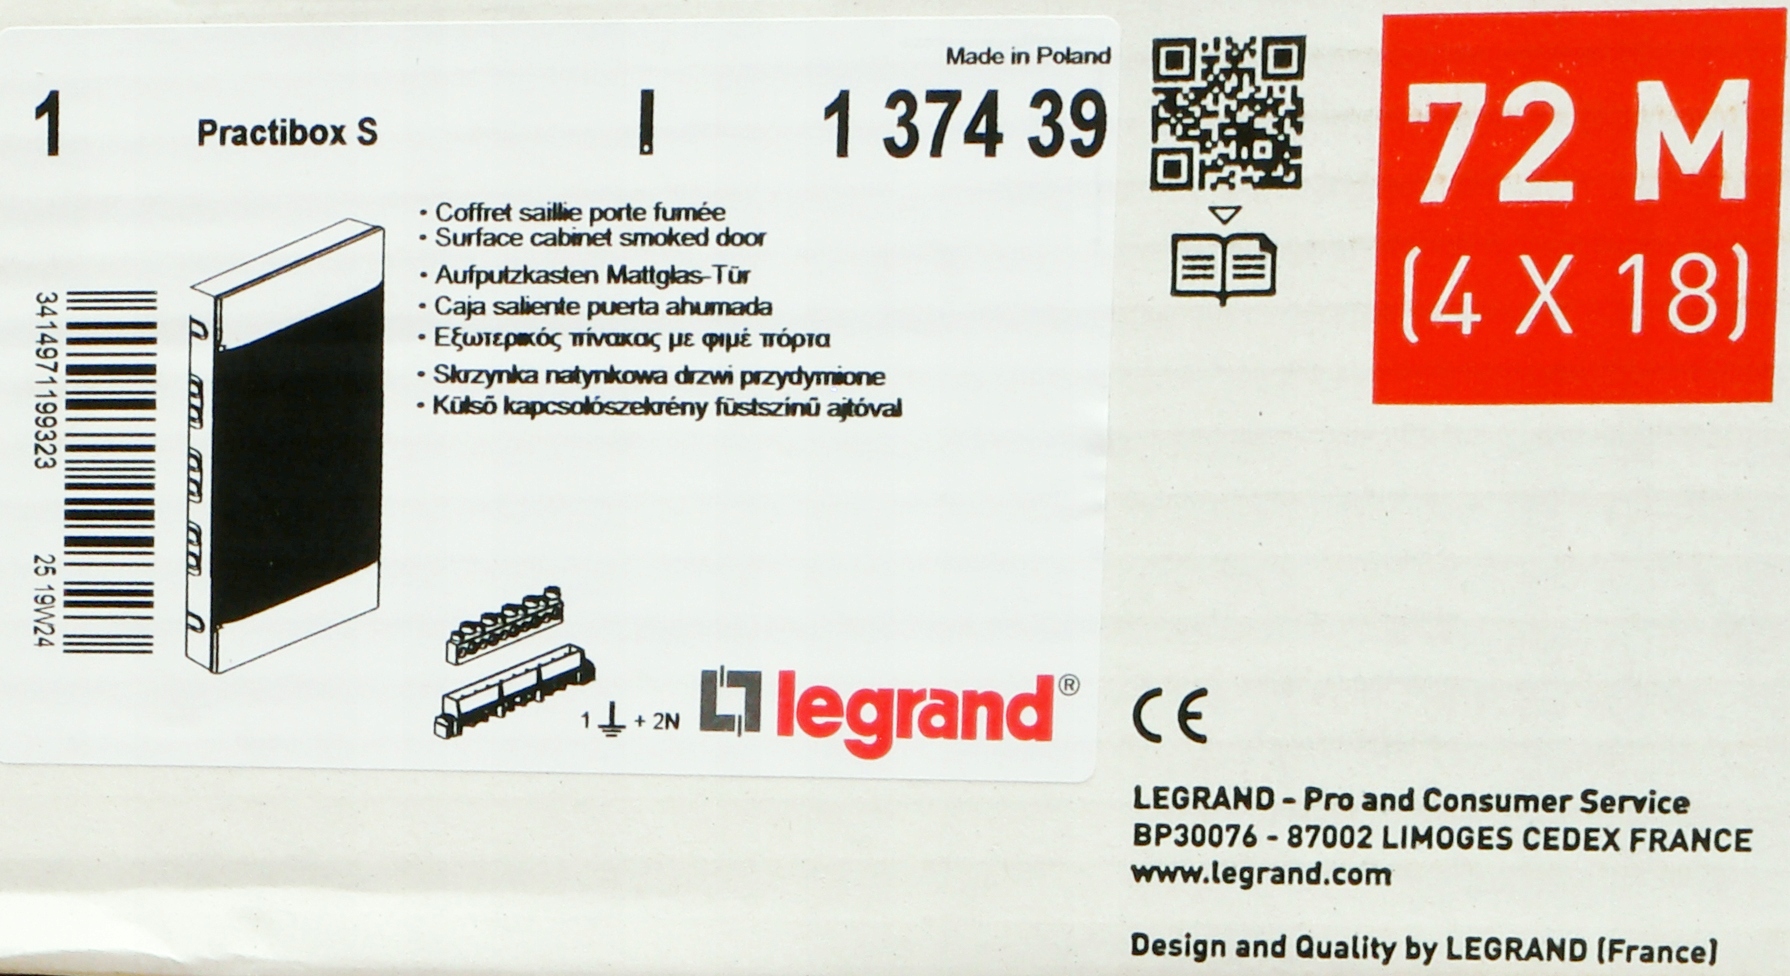 Made in Poland
1 Practibox S ! 1 374 39
• Coffret saillie porte fumée
• Surface cabinet smoked door
• Aufputzkasten Mattglas-Tür
• Caja saliente puerta ahumada
• Εξωτερικός πίνακας με φιμέ πόρτα
• Skrzynka natynkowa drzwi przydymione
• Külső kapcsolószekrény füstszínű ajtóval
3414971199323 25 19W24
1 + 2N
legrand®
72 M
(4 X 18)
CE
LEGRAND - Pro and Consumer Service
BP30076 - 87002 LIMOGES CEDEX FRANCE
www.legrand.com
Design and Quality by LEGRAND (France)